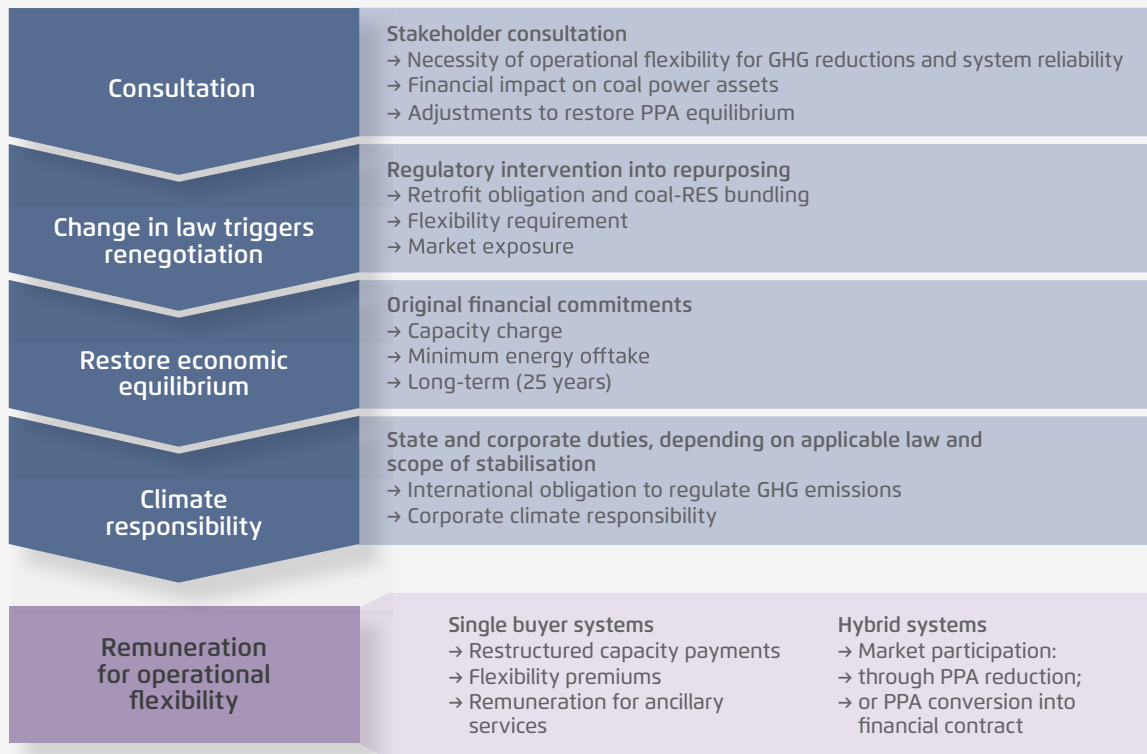 Consultation
Stakeholder consultation
→ Necessity of operational flexibility for GHG reductions and system reliability
→ Financial impact on coal power assets
→ Adjustments to restore PPA equilibrium
Change in law triggers
renegotiation
Regulatory intervention into repurposing
→ Retrofit obligation and coal-RES bundling
→ Flexibility requirement
→ Market exposure
Restore economic
equilibrium
Original financial commitments
→ Capacity charge
→ Minimum energy offtake
→ Long-term (25 years)
Climate
responsibility
State and corporate duties, depending on applicable law and
scope of stabilisation
→ International obligation to regulate GHG emissions
→ Corporate climate responsibility
Remuneration
for operational
flexibility
Single buyer systems
→ Restructured capacity payments
→ Flexibility premiums
→ Remuneration for ancillary
services
Hybrid systems
→ Market participation:
→ through PPA reduction;
→ or PPA conversion into
financial contract